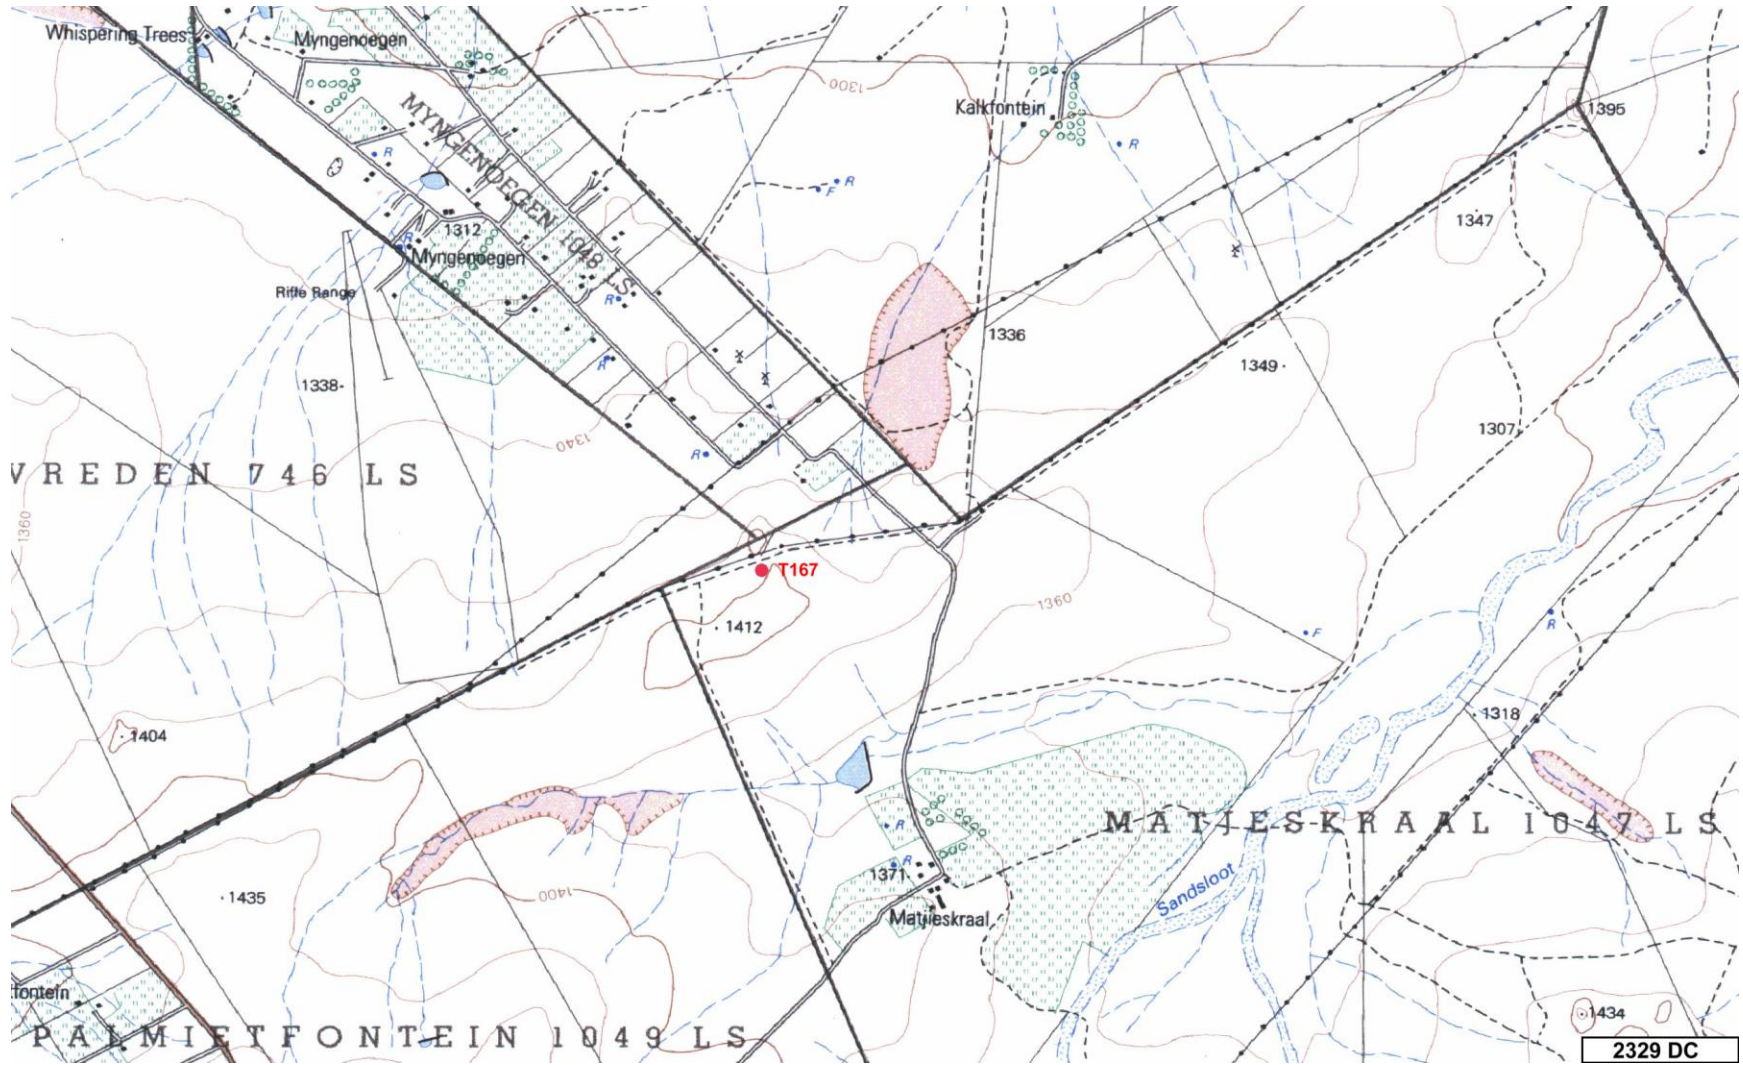 Whispering Trees
Myngenoegen
1300
Kalkfontein
1395
R
MYNGENOEGEN 1048 LS
R
R
F
R
1347
1312
R
Myngenoegen
Rifle Range
R
1336
1349
R
1338
1307
1340
R
VREDEN 746 LS
1360
T167
1360
1412
F
R
1404
1318
MATJESKRAAL 1047 LS
R
R
1371
1435
1400
Sandsloot
Matjieskraal
fontein
1434
PALMIETFONTEIN 1049 LS
2329 DC